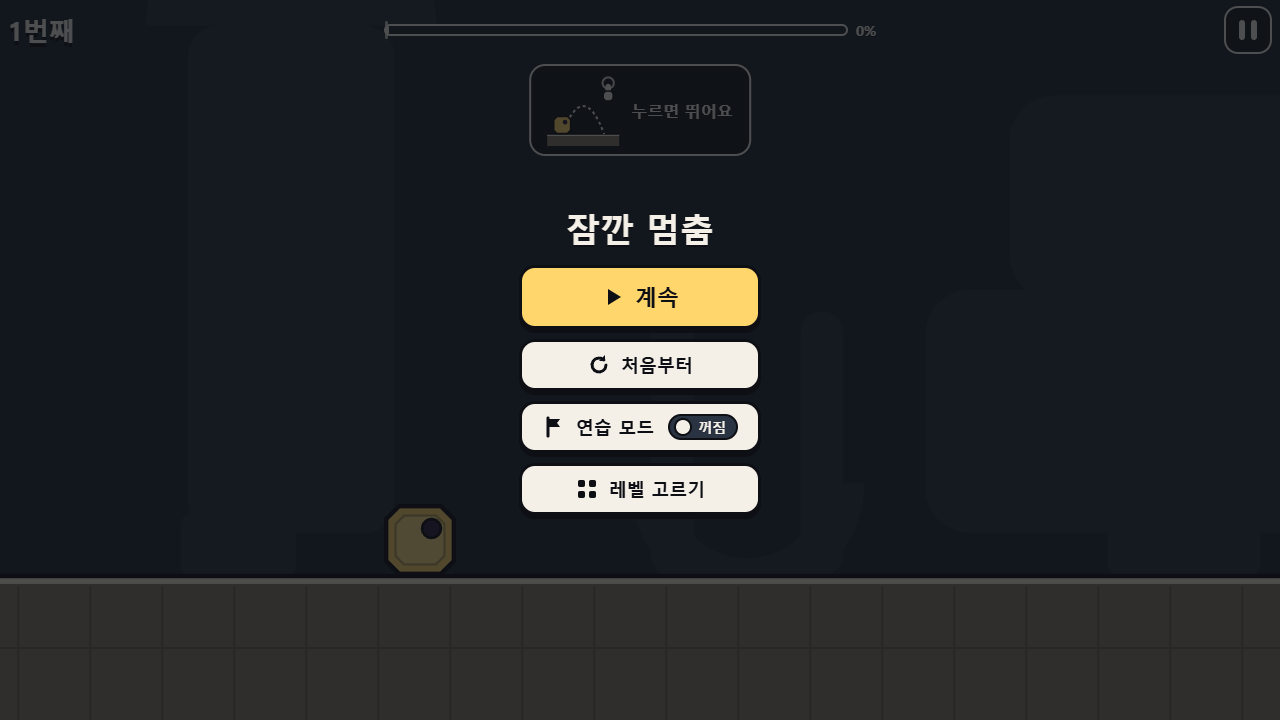 1번째
0%
누르면 뛰어요
잠깐 멈춤
계속
처음부터
연습 모드 꺼짐
레벨 고르기